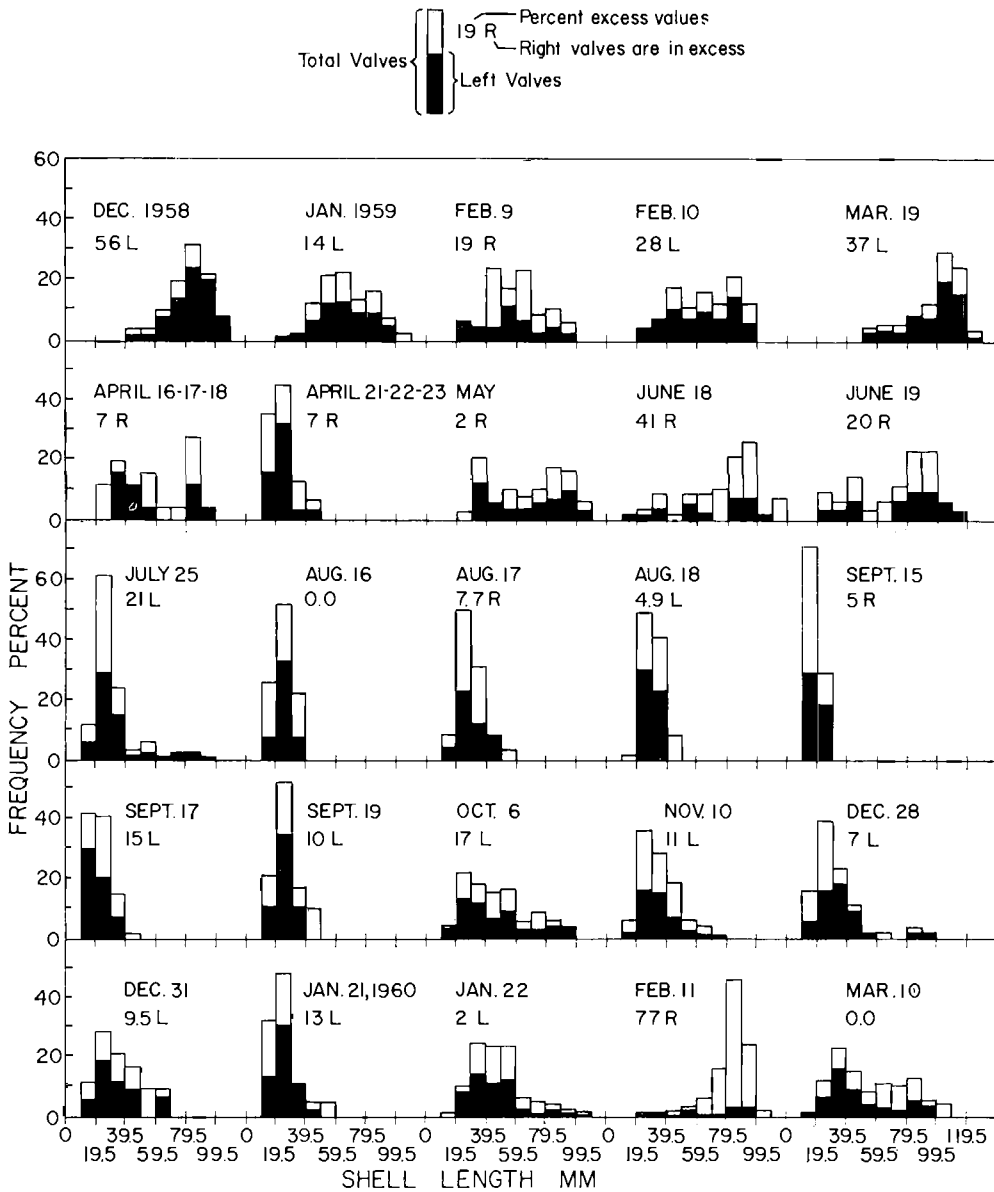 Percent excess values
19 R
Right valves are in excess
Total Valves
Left Valves
60
40
20
0
DEC. 1958
56 L
JAN. 1959
14 L
FEB. 9
19 R
FEB. 10
28 L
MAR. 19
37 L
40
20
0
APRIL 16-17-18
7 R
APRIL 21-22-23
7 R
MAY
2 R
JUNE 18
41 R
JUNE 19
20 R
60
40
20
0
JULY 25
21 L
AUG. 16
0.0
AUG. 17
7.7 R
AUG. 18
4.9 L
SEPT. 15
5 R
40
20
0
SEPT. 17
15 L
SEPT. 19
10 L
OCT. 6
17 L
NOV. 10
11 L
DEC. 28
7 L
40
20
0
DEC. 31
9.5 L
JAN. 21, 1960
13 L
JAN. 22
2 L
FEB. 11
77 R
MAR. 10
0.0
FREQUENCY PERCENT
0 39.5 79.5 0 39.5 79.5 0 39.5 79.5 0 39.5 79.5 0 39.5 79.5 119.5
19.5 59.5 99.5 19.5 59.5 99.5 19.5 59.5 99.5 19.5 59.5 99.5 19.5 59.5 99.5
SHELL LENGTH MM